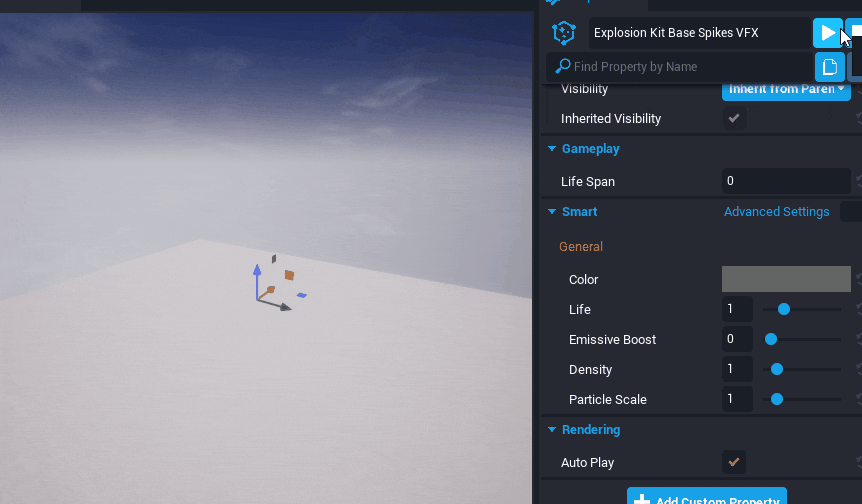 Explosion Kit Base Spikes VFX
Find Property by Name
Visibility
Inherit from Paren
Inherited Visibility
Gameplay
Life Span
0
Smart
Advanced Settings
General
Color
Life
1
Emissive Boost
0
Density
1
Particle Scale
1
Rendering
Auto Play
Add Custom Property